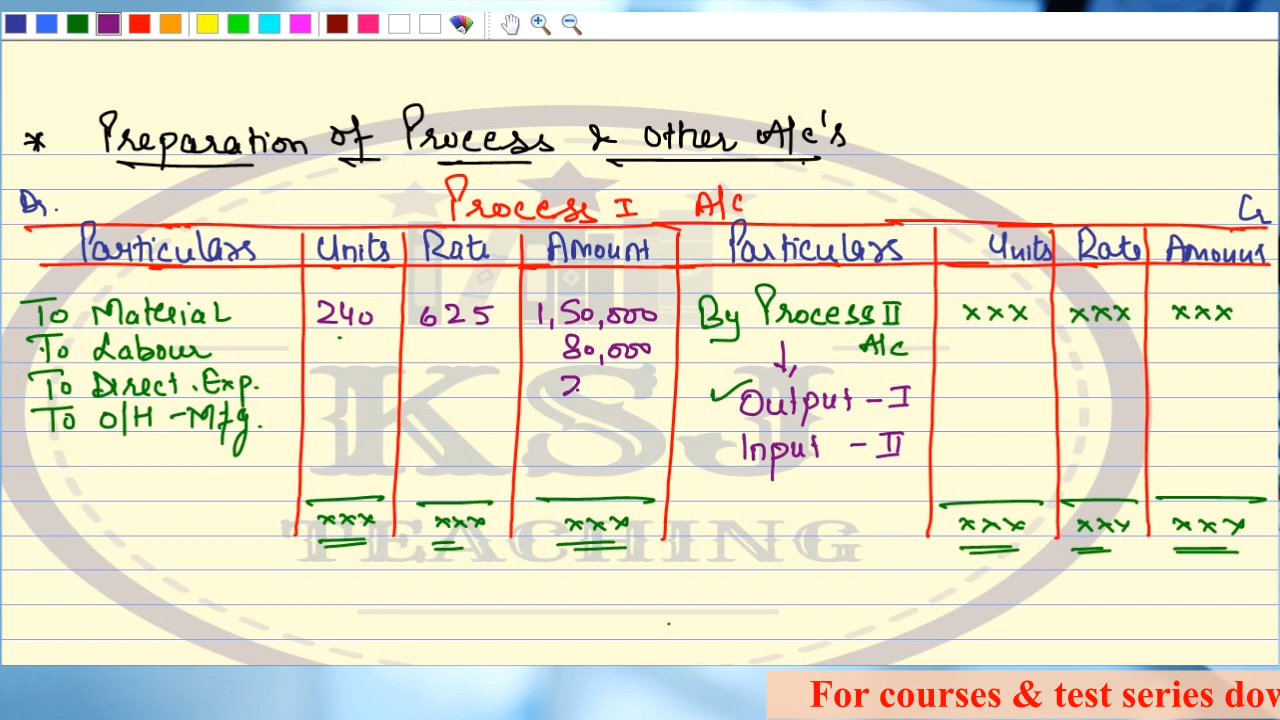 * Preparation of Process & Other A/c's
Dr. Process I A/c Cr
Particulars Units Rate Amount Particulars Units Rate Amount
To Material 240 625 1,50,000 By Process II xxx xxx xxx
To Labour 80,000 A/c
To Direct. Exp. 2
✓Output - I
To O/H - Mfg.
Input - II
xxx xxx xxx xxx xxx xxx
KSJ
TEACHING
For courses & test series dow